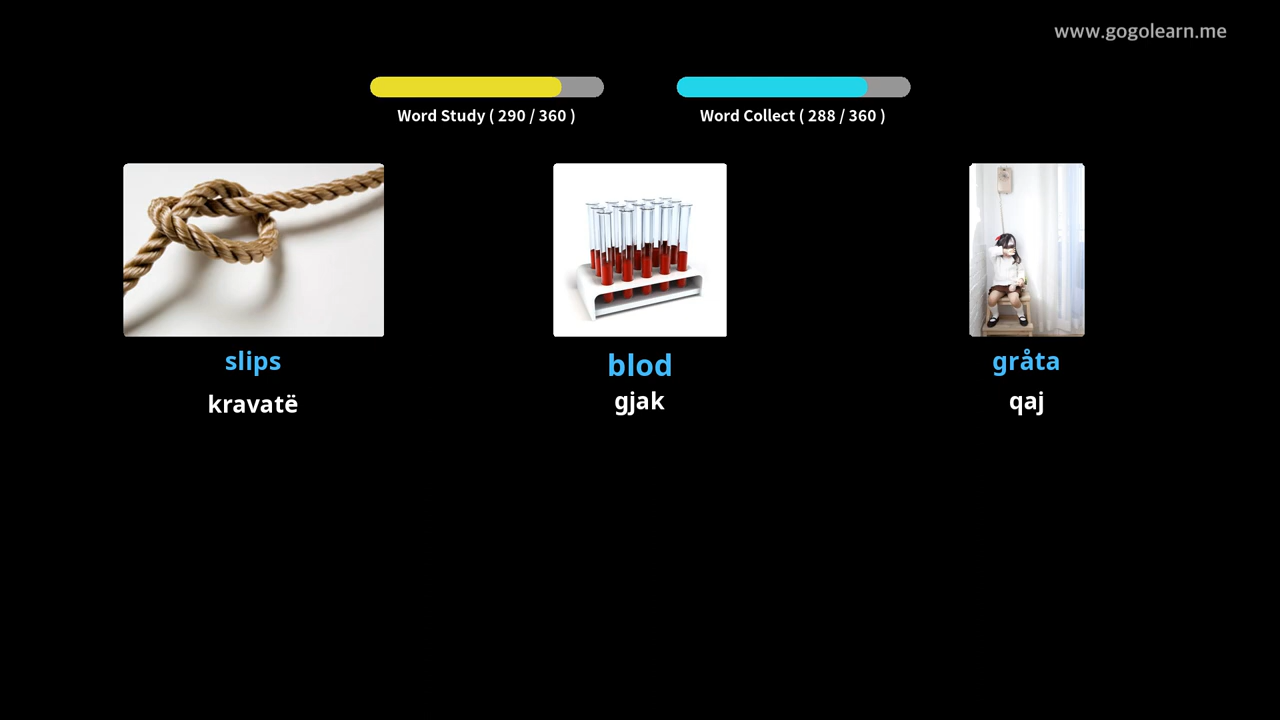 www.gogolearn.me
Word Study ( 290 / 360 )
Word Collect ( 288 / 360 )
slips
blod
gråta
kravatë
gjak
qaj